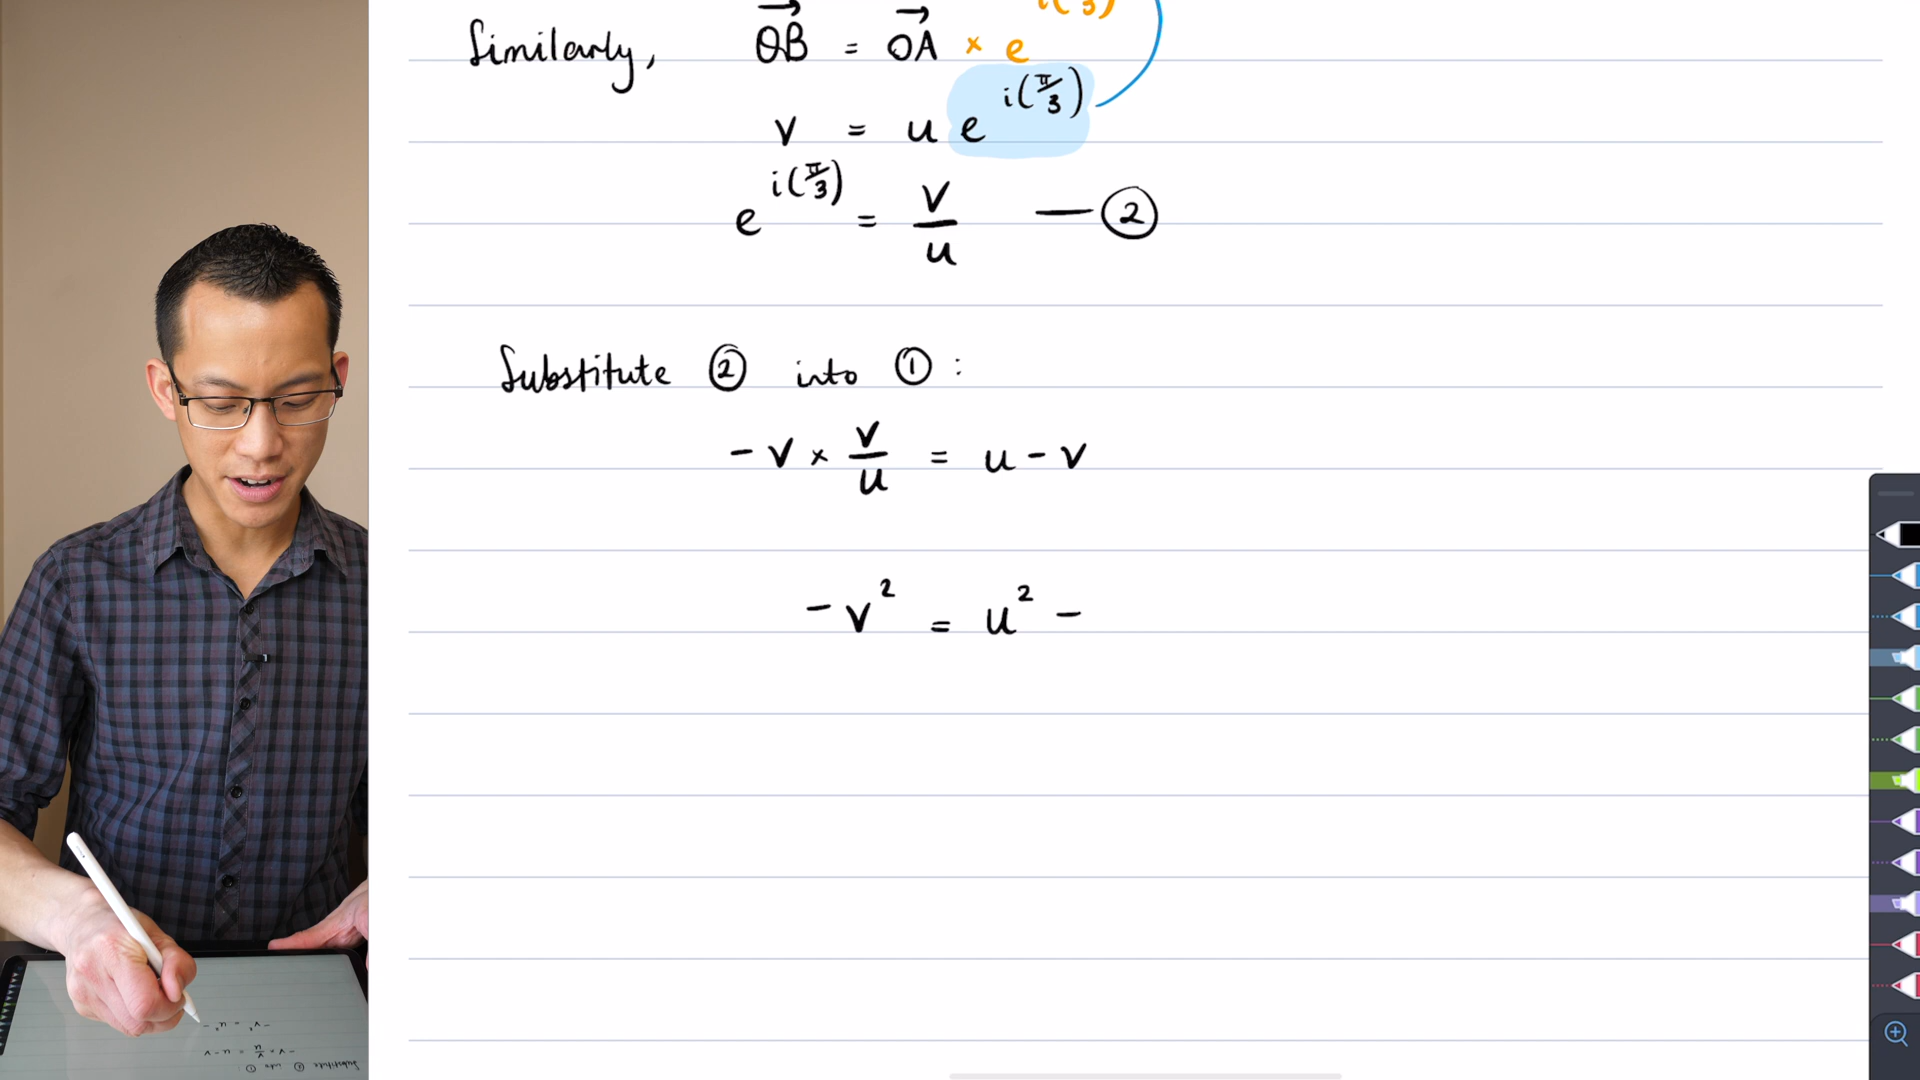 i(π/3)
Similarly, OB = OA × e
v = u e^i(π/3)
e^i(π/3) = v/u — ②
Substitute ② into ① :
- v × v/u = u - v
- v² = u² -